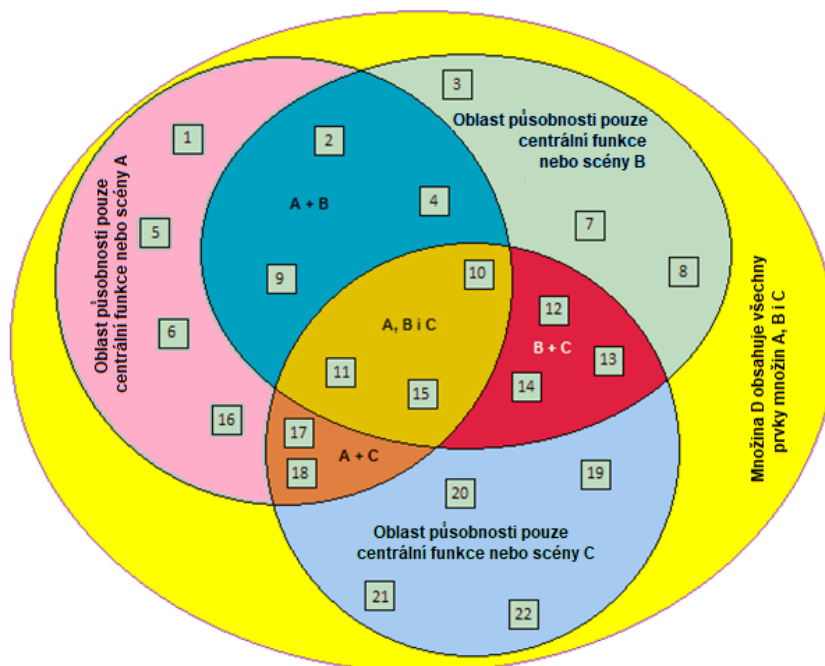 3
1
2
Oblast působnosti pouze
centrální funkce
nebo scény B
Oblast působnosti pouze
centrální funkce nebo scény A
A + B
4
5
7
8
9
10
12
6
A, B i C
B + C
13
11
14
15
16
17
A + C
18
19
20
Oblast působnosti pouze
centrální funkce nebo scény C
21
22
Množina D obsahuje všechny
prvky množin A, B i C